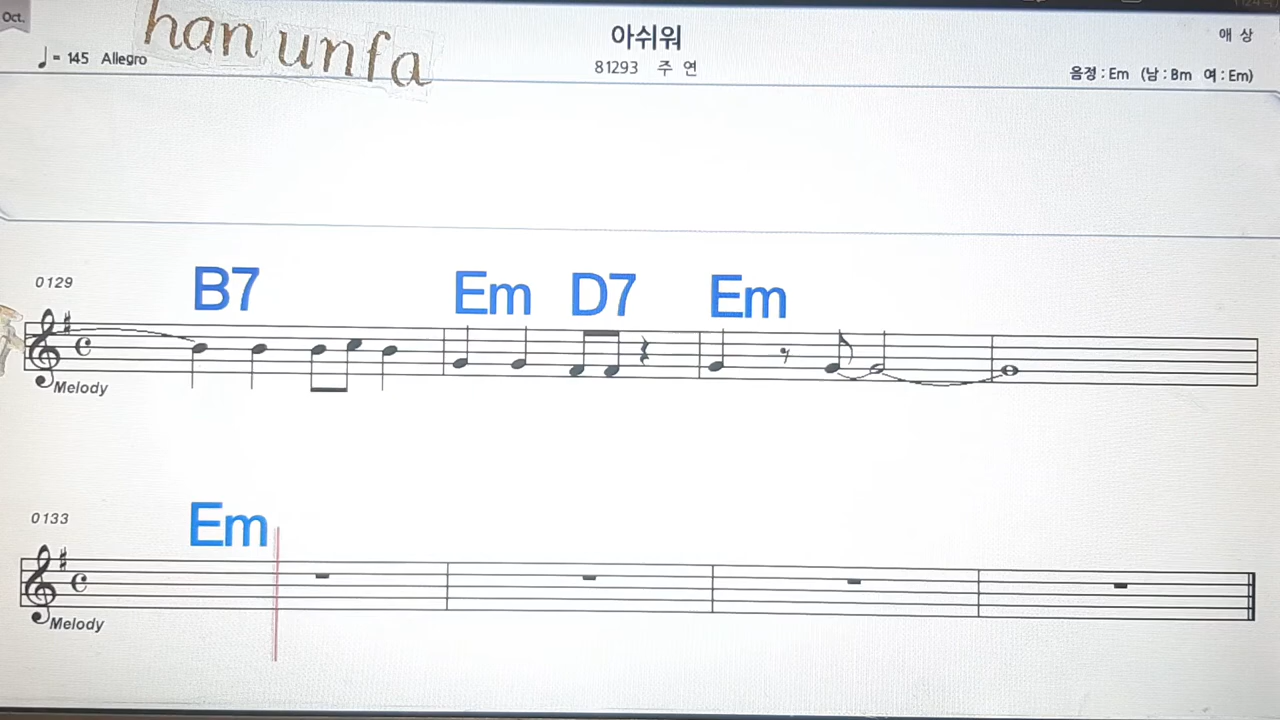 Oct.
han unfa
아쉬워
애 상
♩= 145 Allegro
81293 주 연
음정 : Em (남 : Bm 여 : Em)
0129
B7 Em D7 Em
Melody
0133
Em
Melody